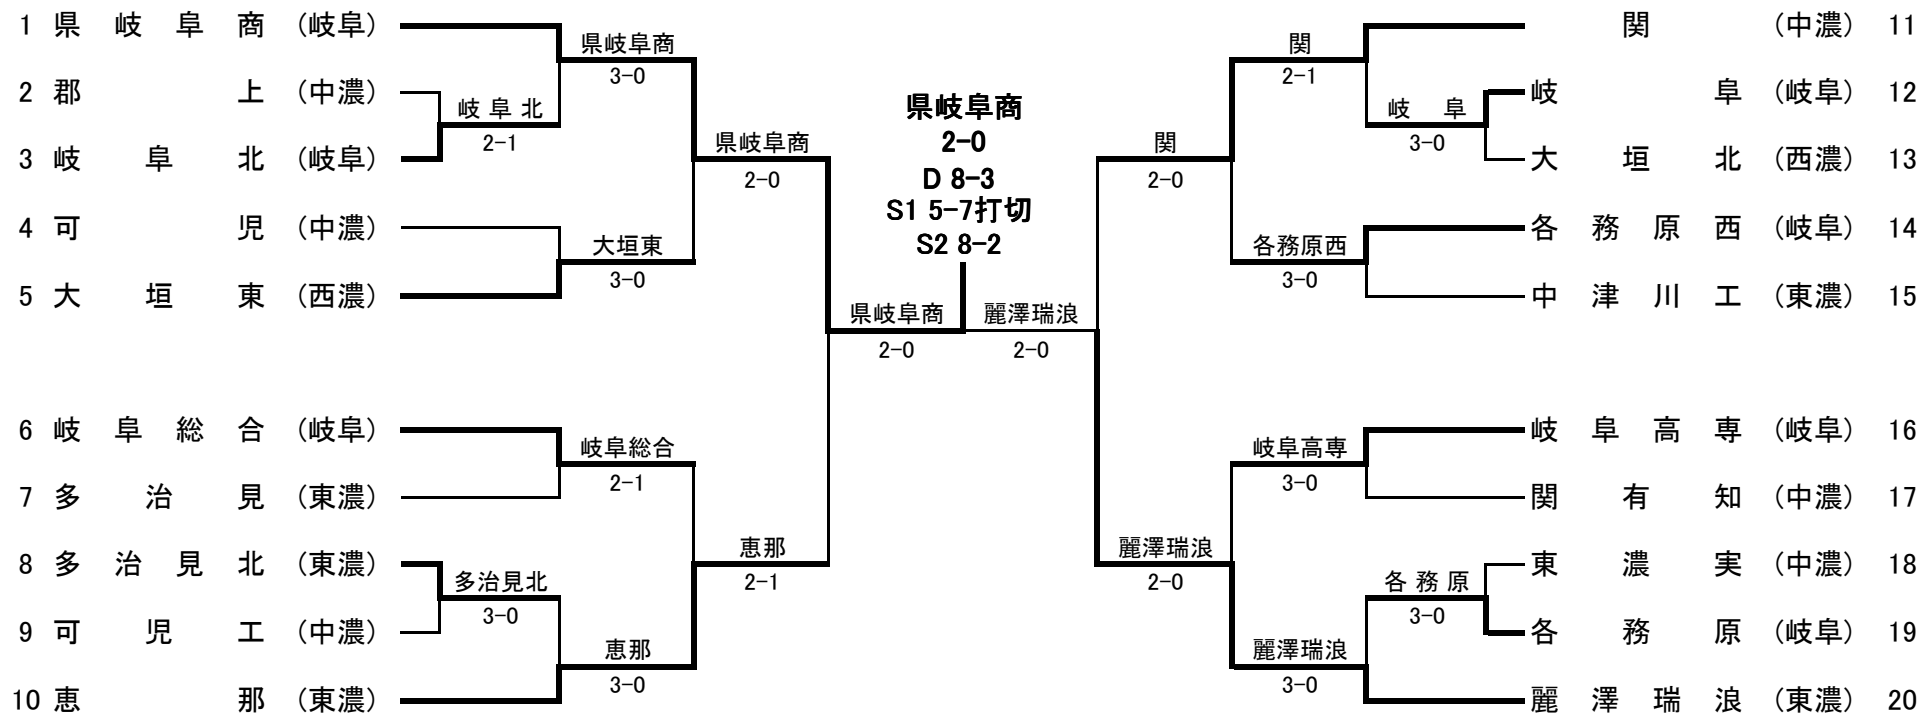 1 県岐阜商 (岐阜)
2 郡上 (中濃)
3 岐阜北 (岐阜)
4 可児 (中濃)
5 大垣東 (西濃)
6 岐阜総合 (岐阜)
7 多治見 (東濃)
8 多治見北 (東濃)
9 可児工 (中濃)
10 恵那 (東濃)
岐阜北
2-1
多治見北
3-0
県岐阜商
3-0
大垣東
3-0
岐阜総合
2-1
恵那
3-0
県岐阜商
2-0
恵那
2-1
県岐阜商
2-0
県岐阜商
2-0
D 8-3
S1 5-7打切
S2 8-2
麗澤瑞浪
2-0
関
2-0
麗澤瑞浪
2-0
関
2-1
各務原西
3-0
岐阜高専
3-0
麗澤瑞浪
3-0
岐阜
3-0
各務原
3-0
関 (中濃) 11
岐阜 (岐阜) 12
大垣北 (西濃) 13
各務原西 (岐阜) 14
中津川工 (東濃) 15
岐阜高専 (岐阜) 16
関有知 (中濃) 17
東濃実 (中濃) 18
各務原 (岐阜) 19
麗澤瑞浪 (東濃) 20